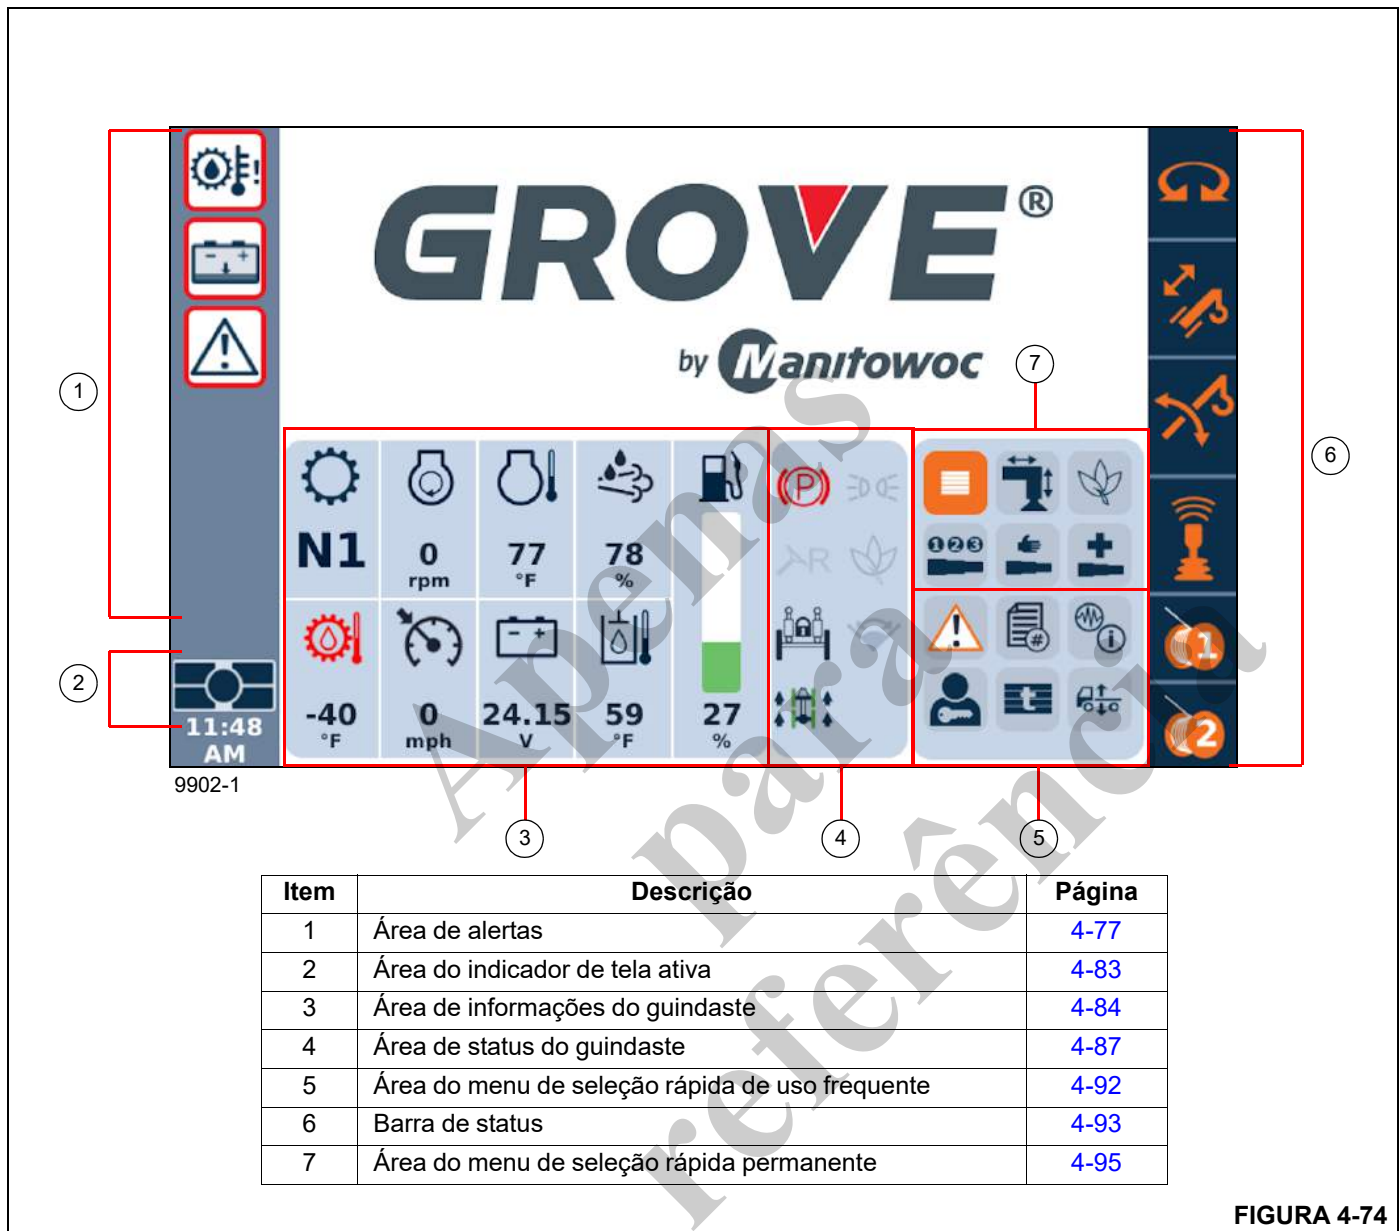 GROVE®
by Manitowoc
1
2
3
4
5
6
7
N1
0
rpm
77
°F
78
%
-40
°F
0
mph
24.15
V
59
°F
27
%
P
R
1 2 3
#
i
t
1
2
11:48
AM
9902-1
Apenas
para
referência
Item Descrição Página
1 Área de alertas 4-77
2 Área do indicador de tela ativa 4-83
3 Área de informações do guindaste 4-84
4 Área de status do guindaste 4-87
5 Área do menu de seleção rápida de uso frequente 4-92
6 Barra de status 4-93
7 Área do menu de seleção rápida permanente 4-95
FIGURA 4-74